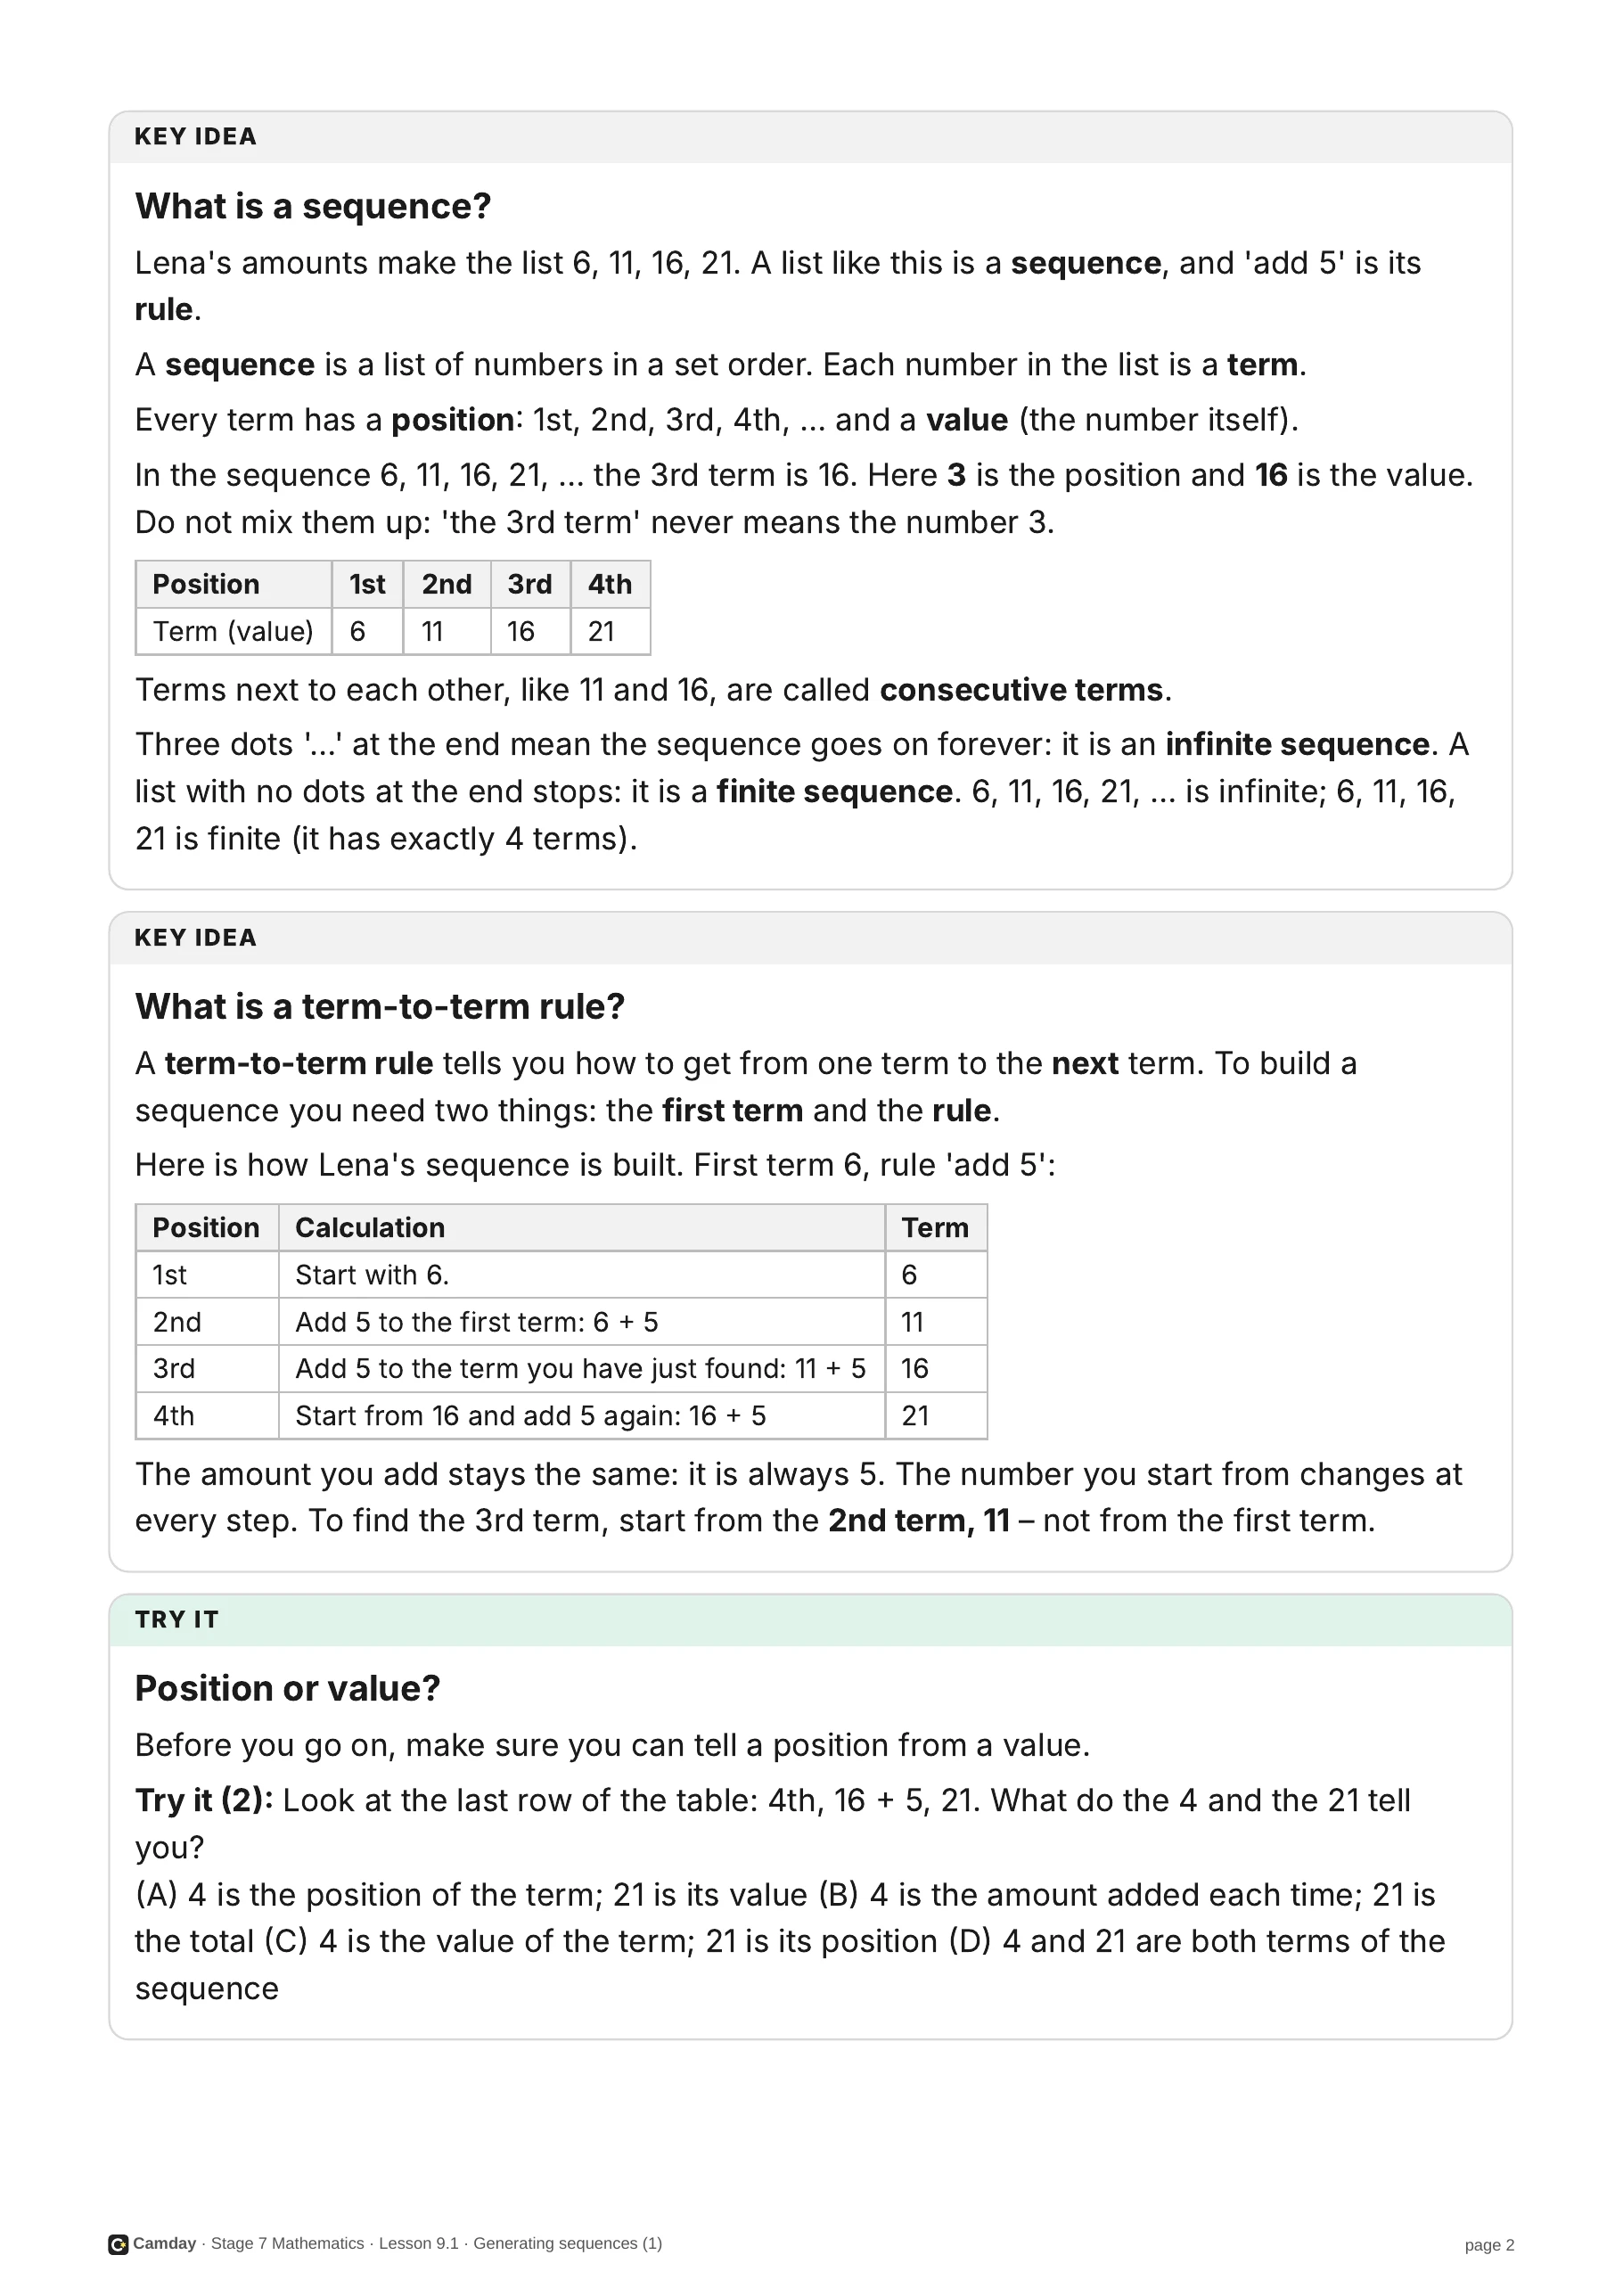 KEY IDEA
What is a sequence?
Lena's amounts make the list 6, 11, 16, 21. A list like this is a sequence, and 'add 5' is its
rule.
A sequence is a list of numbers in a set order. Each number in the list is a term.
Every term has a position: 1st, 2nd, 3rd, 4th, ... and a value (the number itself).
In the sequence 6, 11, 16, 21, ... the 3rd term is 16. Here 3 is the position and 16 is the value.
Do not mix them up: 'the 3rd term' never means the number 3.
Position 1st 2nd 3rd 4th
Term (value) 6 11 16 21
Terms next to each other, like 11 and 16, are called consecutive terms.
Three dots '...' at the end mean the sequence goes on forever: it is an infinite sequence. A
list with no dots at the end stops: it is a finite sequence. 6, 11, 16, 21, ... is infinite; 6, 11, 16,
21 is finite (it has exactly 4 terms).
KEY IDEA
What is a term-to-term rule?
A term-to-term rule tells you how to get from one term to the next term. To build a
sequence you need two things: the first term and the rule.
Here is how Lena's sequence is built. First term 6, rule 'add 5':
Position Calculation Term
1st Start with 6. 6
2nd Add 5 to the first term: 6 + 5 11
3rd Add 5 to the term you have just found: 11 + 5 16
4th Start from 16 and add 5 again: 16 + 5 21
The amount you add stays the same: it is always 5. The number you start from changes at
every step. To find the 3rd term, start from the 2nd term, 11 – not from the first term.
TRY IT
Position or value?
Before you go on, make sure you can tell a position from a value.
Try it (2): Look at the last row of the table: 4th, 16 + 5, 21. What do the 4 and the 21 tell
you?
(A) 4 is the position of the term; 21 is its value (B) 4 is the amount added each time; 21 is
the total (C) 4 is the value of the term; 21 is its position (D) 4 and 21 are both terms of the
sequence
Camday · Stage 7 Mathematics · Lesson 9.1 · Generating sequences (1)
page 2